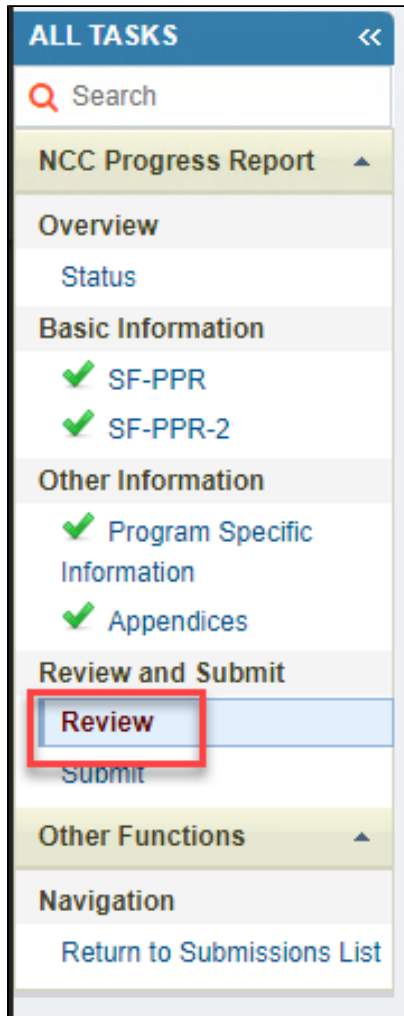 ALL TASKS «
Search
NCC Progress Report
Overview
Status
Basic Information
SF-PPR
SF-PPR-2
Other Information
Program Specific
Information
Appendices
Review and Submit
Review
Submit
Other Functions
Navigation
Return to Submissions List